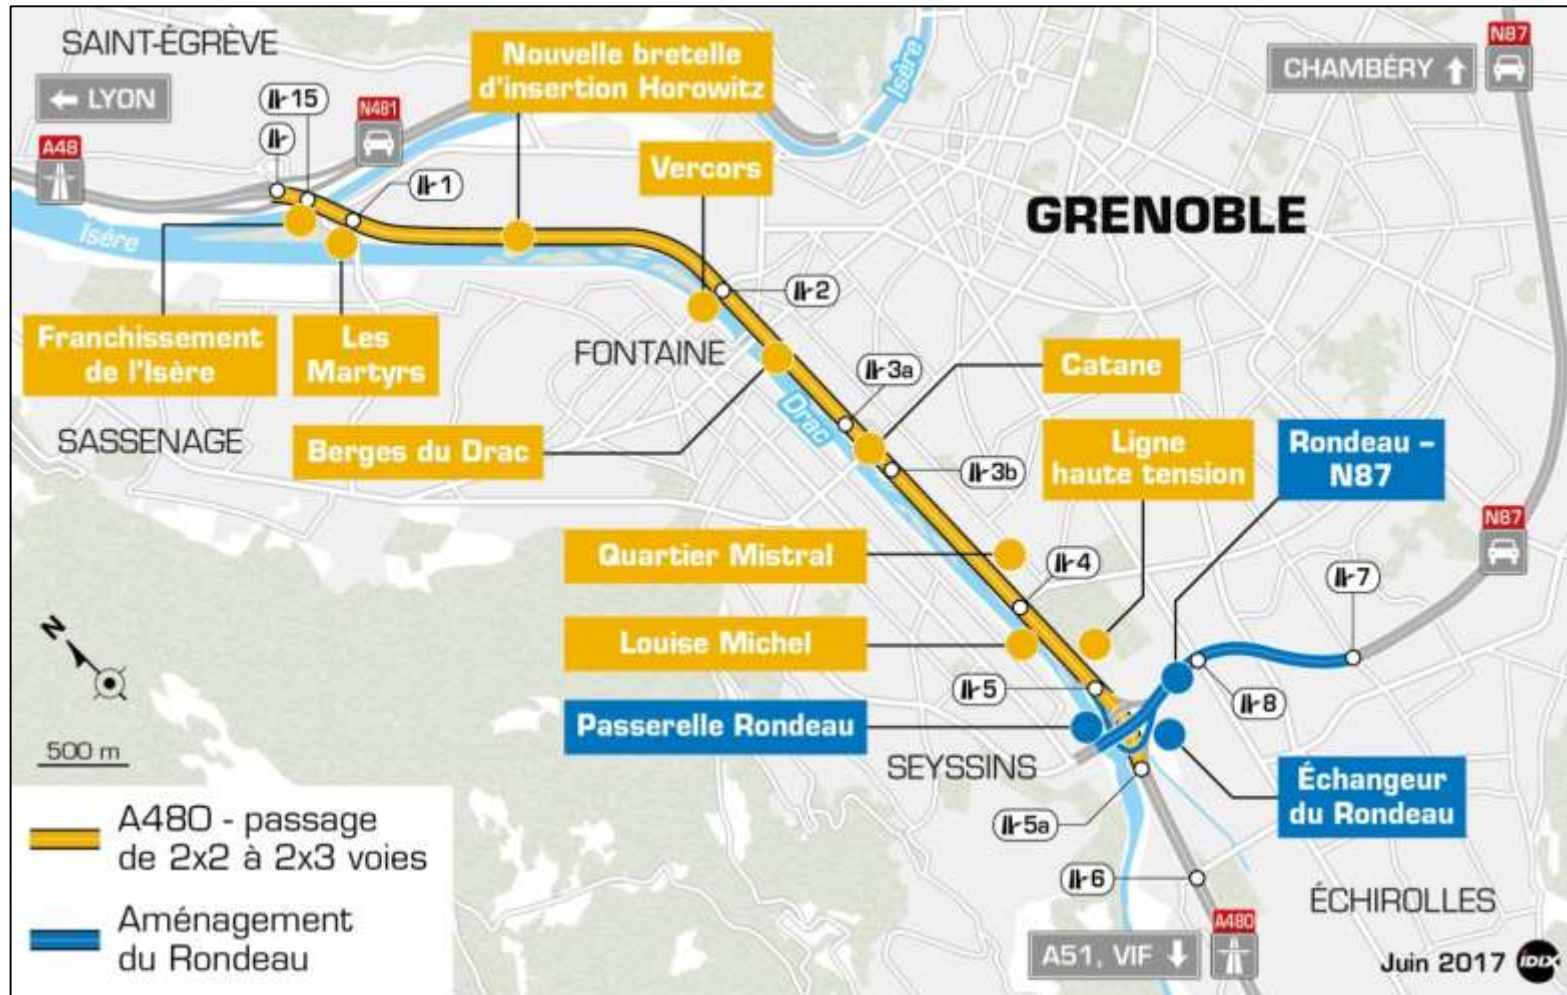 SAINT-ÉGRÈVE
Nouvelle bretelle
d'insertion Horowitz
Isère
N87
CHAMBÉRY
LYON
15
N481
A48
Vercors
1
GRENOBLE
Isère
2
Franchissement
de l'Isère
Les
Martyrs
FONTAINE
3a
Catane
Drac
SASSENAGE
Berges du Drac
3b
Ligne
haute tension
Rondeau –
N87
N87
Quartier Mistral
4
7
N
Louise Michel
5
8
Passerelle Rondeau
500 m
SEYSSINS
Échangeur
du Rondeau
5a
A480 - passage
de 2x2 à 2x3 voies
6
ÉCHIROLLES
Aménagement
du Rondeau
A480
A51, VIF
Juin 2017
IDIX